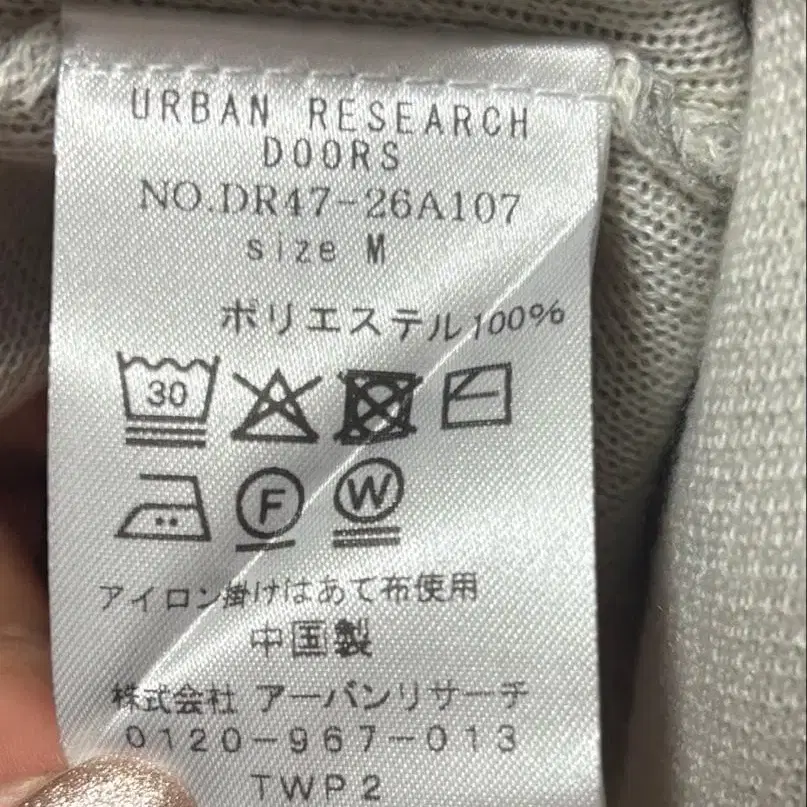 URBAN RESEARCH
DOORS
NO.DR47-26A107
size M
ポリエステル100%
30
F W
アイロン掛けはあて布使用
中国製
株式会社 アーバンリサーチ
0120-967-013
TWP2